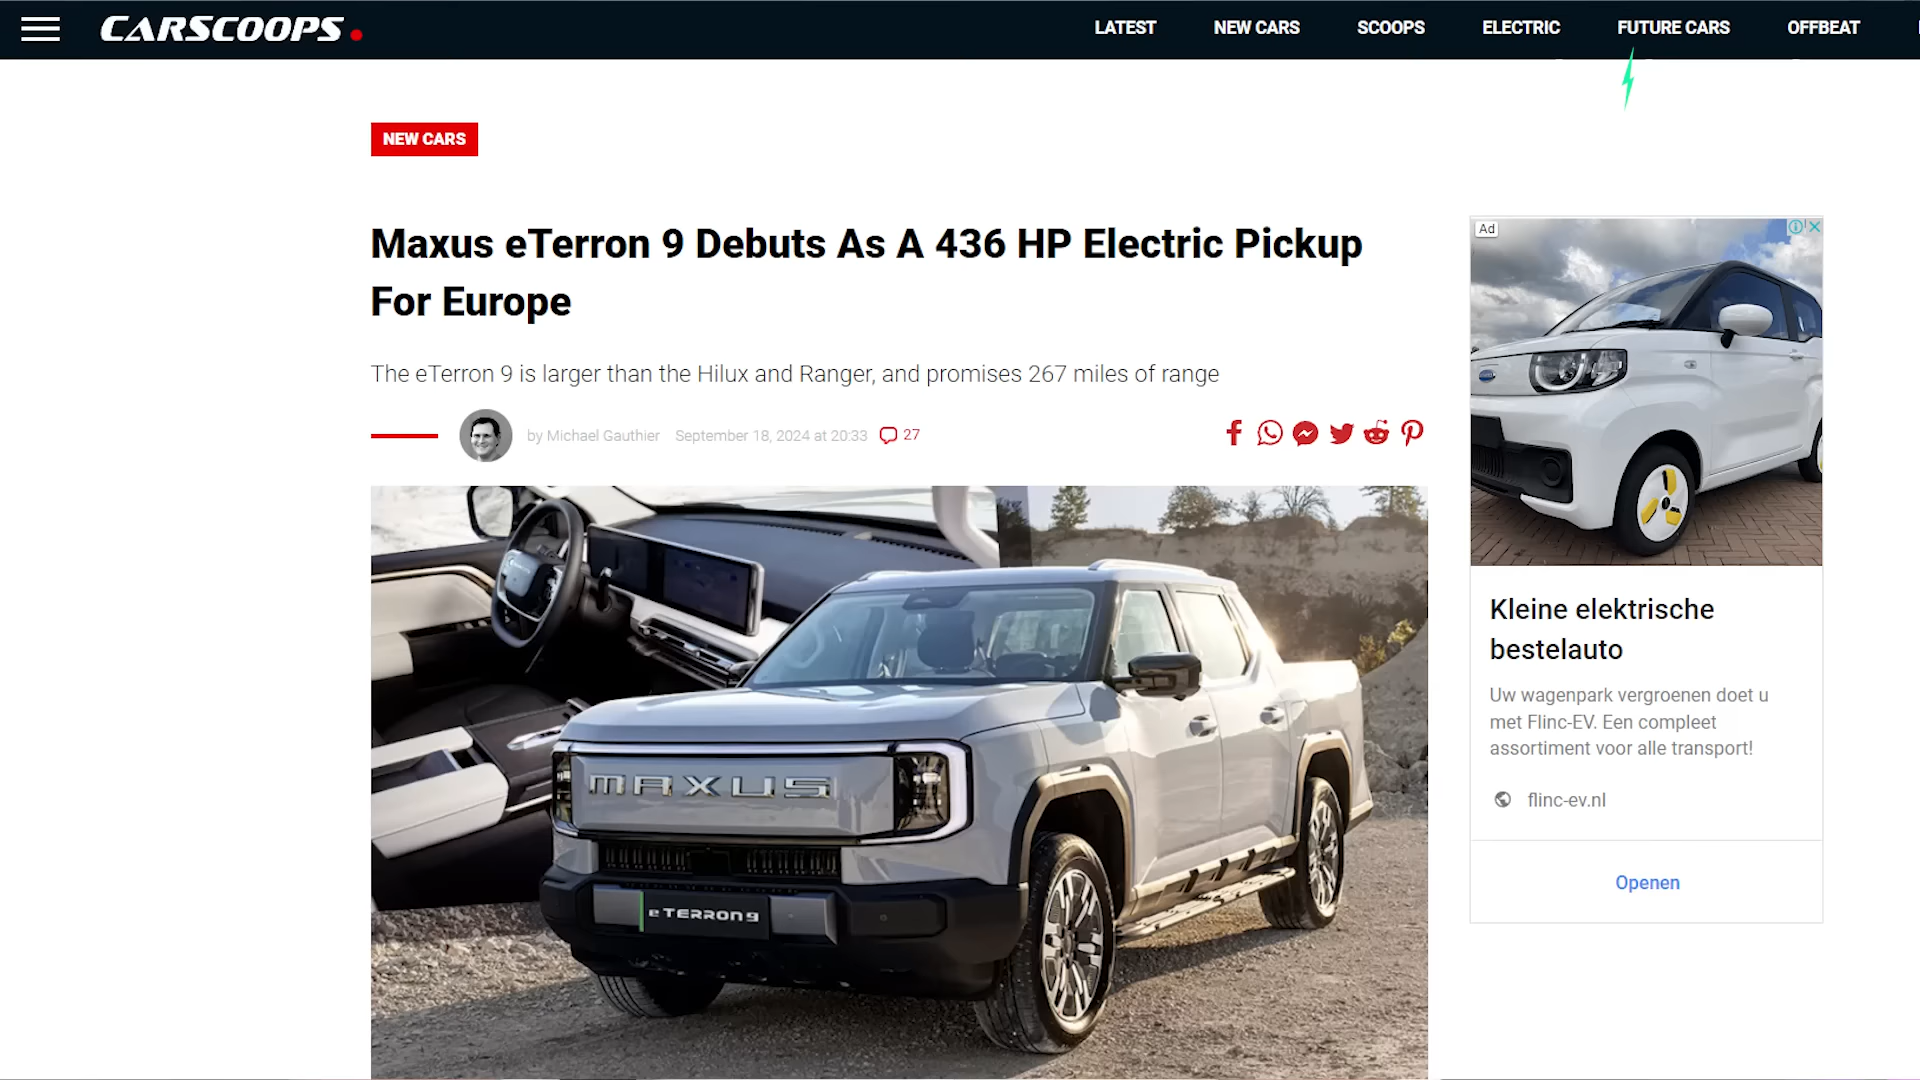 CARSCOOPS.
LATEST
NEW CARS
SCOOPS
ELECTRIC
FUTURE CARS
OFFBEAT
NEW CARS
Maxus eTerron 9 Debuts As A 436 HP Electric Pickup
For Europe
The eTerron 9 is larger than the Hilux and Ranger, and promises 267 miles of range
by Michael Gauthier September 18, 2024 at 20:33 27
MAXUS
eTERRON9
Ad
Kleine elektrische
bestelauto
Uw wagenpark vergroenen doet u
met Flinc-EV. Een compleet
assortiment voor alle transport!
flinc-ev.nl
Openen